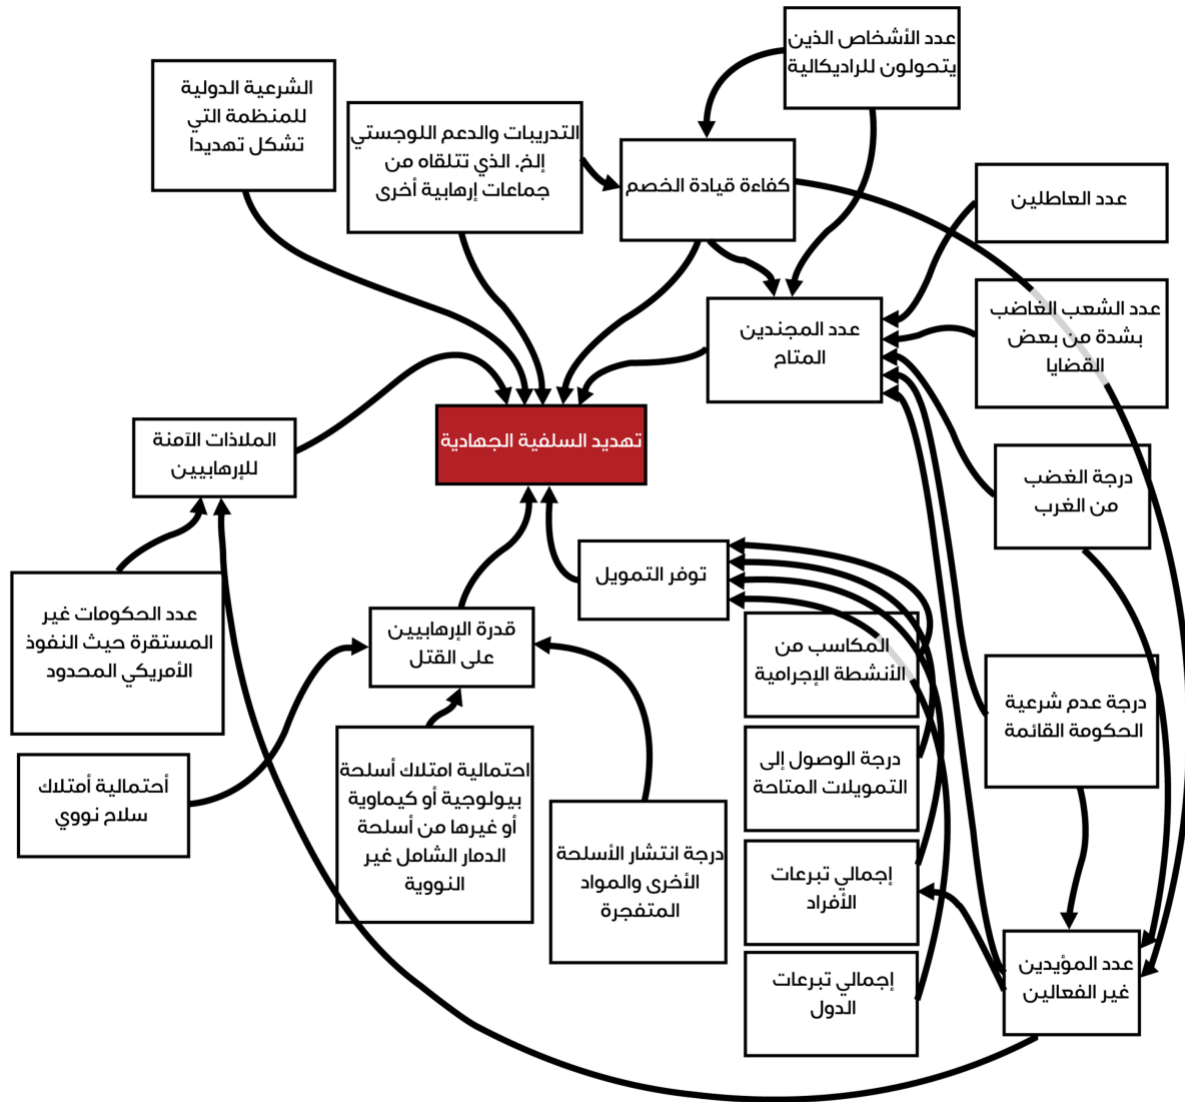 عدد الأشخاص الذين
يتحولون للراديكالية
الشرعية الدولية
للمنظمة التي
تشكل تهديدا
التدريبات والدعم اللوجستي
إلخ. الذي تتلقاه من
جماعات إرهابية أخرى
كفاءة قيادة الخصم
عدد العاطلين
عدد الشعب الغاضب
بشدة من بعض
القضايا
عدد المجندين
المتاح
تهديد السلفية الجهادية
الملاذات الآمنة
للإرهابيين
درجة الغضب
من الغرب
توفر التمويل
عدد الحكومات غير
المستقرة حيث النفوذ
الأمريكي المحدود
قدرة الإرهابيين
على القتل
المكاسب من
الأنشطة الإجرامية
درجة عدم شرعية
الحكومة القائمة
أحتمالية أمتلاك
سلاح نووي
احتمالية امتلاك أسلحة
بيولوجية أو كيماوية
أو غيرها من أسلحة
الدمار الشامل غير
النووية
درجة انتشار الأسلحة
الأخرى والمواد
المتفجرة
درجة الوصول إلى
التمويلات المتاحة
إجمالي تبرعات
الأفراد
إجمالي تبرعات
الدول
عدد المؤيدين
غير الفعالين